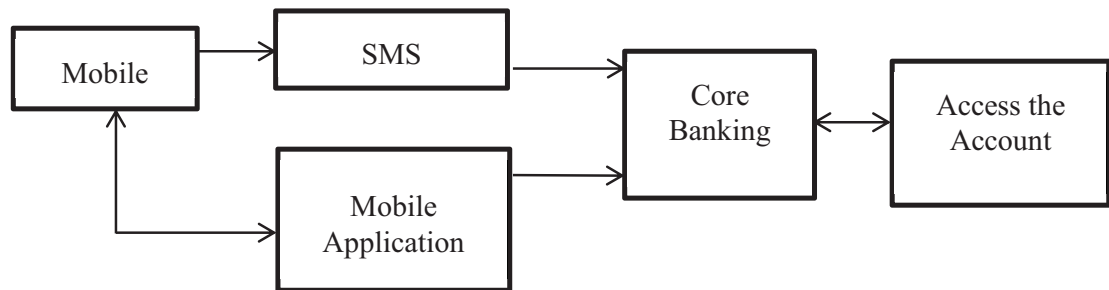 Mobile
SMS
Mobile
Application
Core
Banking
Access the
Account